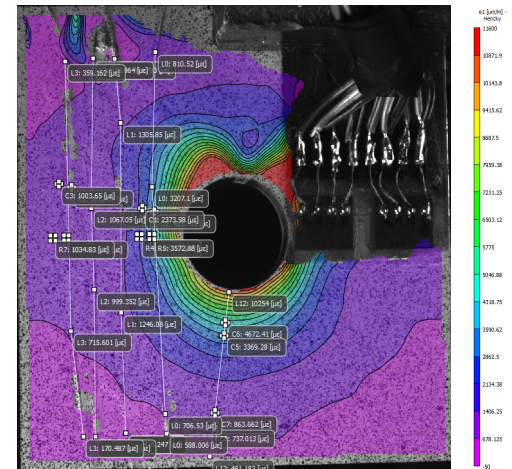 e1 [um/m] -
Hencky
11600
10871.9
10143.8
9415.62
8687.5
7959.38
7231.25
6503.12
5775
5046.88
4318.75
3590.62
2862.5
2134.38
1406.25
678.125
-50
L0: 810.52 [µε]
L3: 359.162 [µε]
[µε]
L1: 1305.85 [µε]
C3: 1003.65 [µε]
L0: 3207.1 [µε]
L2: 1067.05 [µε]
C1: 2373.98 [µε]
R7: 1034.83 [µε]
R4
R5: 3572.88 [µε]
L2: 999.352 [µε]
L12: 10254 [µε]
L1: 1246.08 [µε]
C6: 4672.41 [µε]
L3: 715.601 [µε]
C5: 3369.28 [µε]
L0: 706.53 [µε]
C7: 863.662 [µε]
737.013 [µε]
L3: 170.487 [µε]
L0: 588.006 [µε]